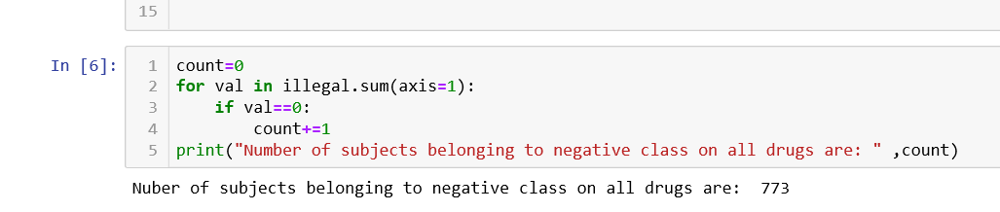 15
In [6]:
1 count=0
2 for val in illegal.sum(axis=1):
3     if val==0:
4         count+=1
5 print("Number of subjects belonging to negative class on all drugs are: " ,count)
Nuber of subjects belonging to negative class on all drugs are:  773